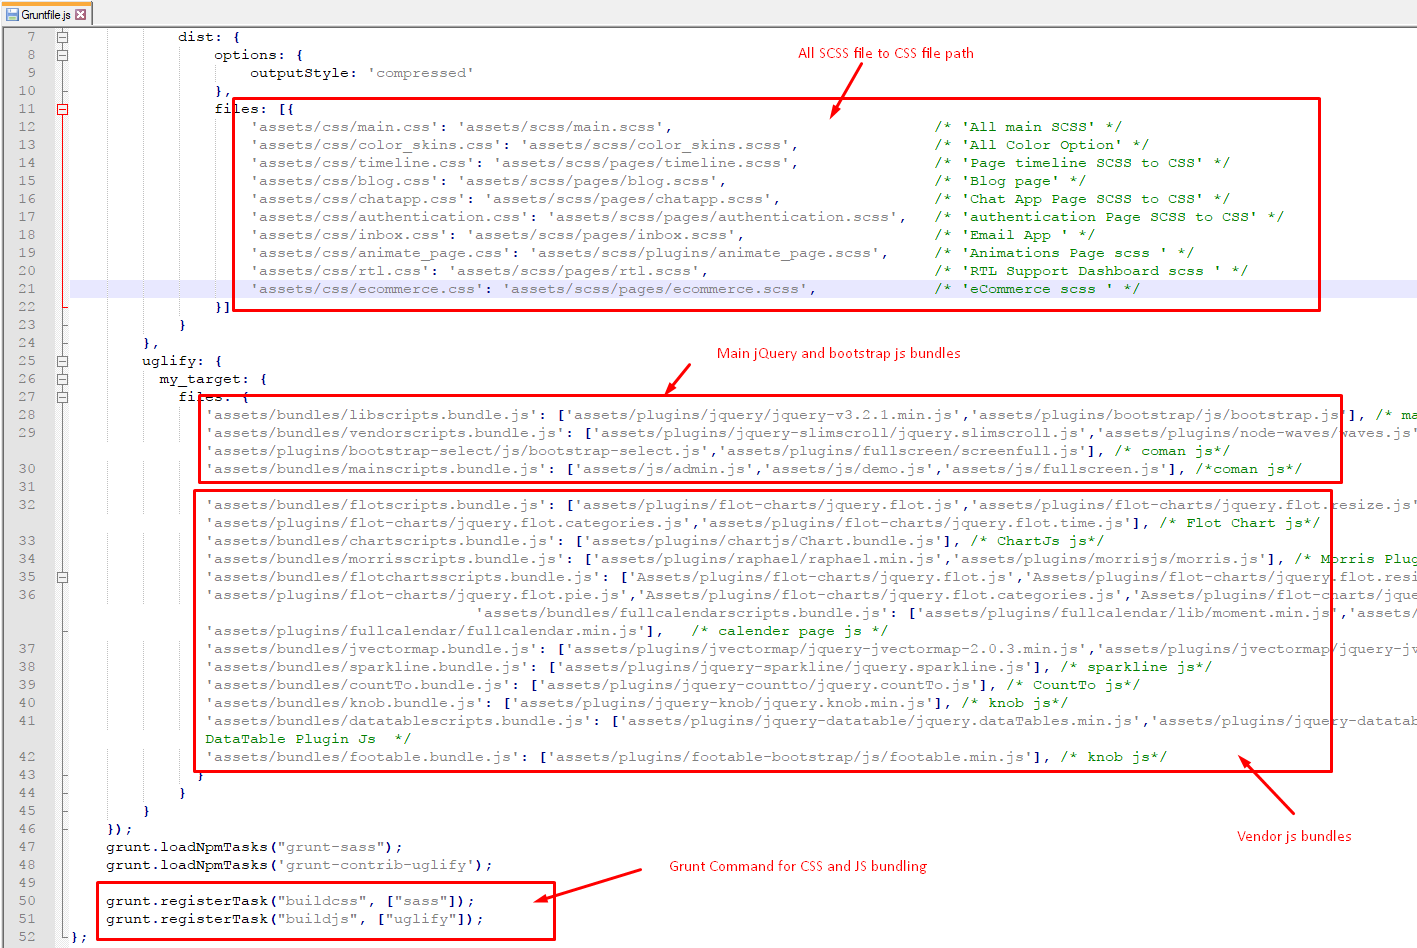 Gruntfile.js
7 dist: {
8 options: {
All SCSS file to CSS file path
9 outputStyle: 'compressed'
10 },
11 files: [{
12 'assets/css/main.css': 'assets/scss/main.scss', /* 'All main SCSS' */
13 'assets/css/color_skins.css': 'assets/scss/color_skins.scss', /* 'All Color Option' */
14 'assets/css/timeline.css': 'assets/scss/pages/timeline.scss', /* 'Page timeline SCSS to CSS' */
15 'assets/css/blog.css': 'assets/scss/pages/blog.scss', /* 'Blog page' */
16 'assets/css/chatapp.css': 'assets/scss/pages/chatapp.scss', /* 'Chat App Page SCSS to CSS' */
17 'assets/css/authentication.css': 'assets/scss/pages/authentication.scss', /* 'authentication Page SCSS to CSS' */
18 'assets/css/inbox.css': 'assets/scss/pages/inbox.scss', /* 'Email App ' */
19 'assets/css/animate_page.css': 'assets/scss/plugins/animate_page.scss', /* 'Animations Page scss ' */
20 'assets/css/rtl.css': 'assets/scss/pages/rtl.scss', /* 'RTL Support Dashboard scss ' */
21 'assets/css/ecommerce.css': 'assets/scss/pages/ecommerce.scss', /* 'eCommerce scss ' */
22 }]
23 }
24 },
Main jQuery and bootstrap js bundles
25 uglify: {
26 my_target: {
27 files: {
28 'assets/bundles/libscripts.bundle.js': ['assets/plugins/jquery/jquery-v3.2.1.min.js','assets/plugins/bootstrap/js/bootstrap.js'], /* ma
29 'assets/bundles/vendorscripts.bundle.js': ['assets/plugins/jquery-slimscroll/jquery.slimscroll.js','assets/plugins/node-waves/waves.js'
'assets/plugins/bootstrap-select/js/bootstrap-select.js','assets/plugins/fullscreen/screenfull.js'], /* coman js*/
30 'assets/bundles/mainscripts.bundle.js': ['assets/js/admin.js','assets/js/demo.js','assets/js/fullscreen.js'], /*coman js*/
31
32 'assets/bundles/flotscripts.bundle.js': ['assets/plugins/flot-charts/jquery.flot.js','assets/plugins/flot-charts/jquery.flot.resize.js'
'assets/plugins/flot-charts/jquery.flot.categories.js','assets/plugins/flot-charts/jquery.flot.time.js'], /* Flot Chart js*/
33 'assets/bundles/chartscripts.bundle.js': ['assets/plugins/chartjs/Chart.bundle.js'], /* ChartJs js*/
34 'assets/bundles/morrisscripts.bundle.js': ['assets/plugins/raphael/raphael.min.js','assets/plugins/morrisjs/morris.js'], /* Morris Plug
35 'assets/bundles/flotchartsscripts.bundle.js': ['Assets/plugins/flot-charts/jquery.flot.js','Assets/plugins/flot-charts/jquery.flot.resi
36 'assets/plugins/flot-charts/jquery.flot.pie.js','Assets/plugins/flot-charts/jquery.flot.categories.js','Assets/plugins/flot-charts/jque
'assets/bundles/fullcalendarscripts.bundle.js': ['assets/plugins/fullcalendar/lib/moment.min.js','assets/
'assets/plugins/fullcalendar/fullcalendar.min.js'], /* calender page js */
37 'assets/bundles/jvectormap.bundle.js': ['assets/plugins/jvectormap/jquery-jvectormap-2.0.3.min.js','assets/plugins/jvectormap/jquery-jv
38 'assets/bundles/sparkline.bundle.js': ['assets/plugins/jquery-sparkline/jquery.sparkline.js'], /* sparkline js*/
39 'assets/bundles/countTo.bundle.js': ['assets/plugins/jquery-countto/jquery.countTo.js'], /* CountTo js*/
40 'assets/bundles/knob.bundle.js': ['assets/plugins/jquery-knob/jquery.knob.min.js'], /* knob js*/
41 'assets/bundles/datatablescripts.bundle.js': ['assets/plugins/jquery-datatable/jquery.dataTables.min.js','assets/plugins/jquery-datatab
DataTable Plugin Js */
42 'assets/bundles/footable.bundle.js': ['assets/plugins/footable-bootstrap/js/footable.min.js'], /* knob js*/
43 }
44 }
45 }
46 });
Vendor js bundles
47 grunt.loadNpmTasks("grunt-sass");
48 grunt.loadNpmTasks('grunt-contrib-uglify');
Grunt Command for CSS and JS bundling
49
50 grunt.registerTask("buildcss", ["sass"]);
51 grunt.registerTask("buildjs", ["uglify"]);
52 };